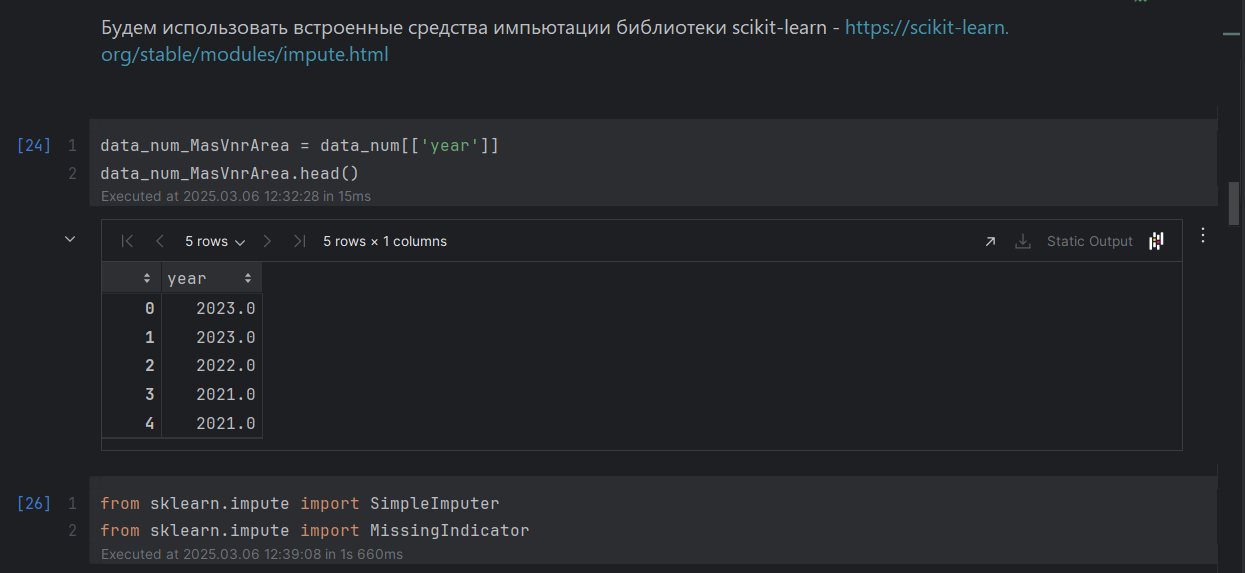 Будем использовать встроенные средства импьютации библиотеки scikit-learn - https://scikit-learn.
org/stable/modules/impute.html
[24] 1 data_num_MasVnrArea = data_num[['year']]
2 data_num_MasVnrArea.head()
Executed at 2025.03.06 12:32:28 in 15ms
5 rows 5 rows × 1 columns Static Output
year
0 2023.0
1 2023.0
2 2022.0
3 2021.0
4 2021.0
[26] 1 from sklearn.impute import SimpleImputer
2 from sklearn.impute import MissingIndicator
Executed at 2025.03.06 12:39:08 in 1s 660ms